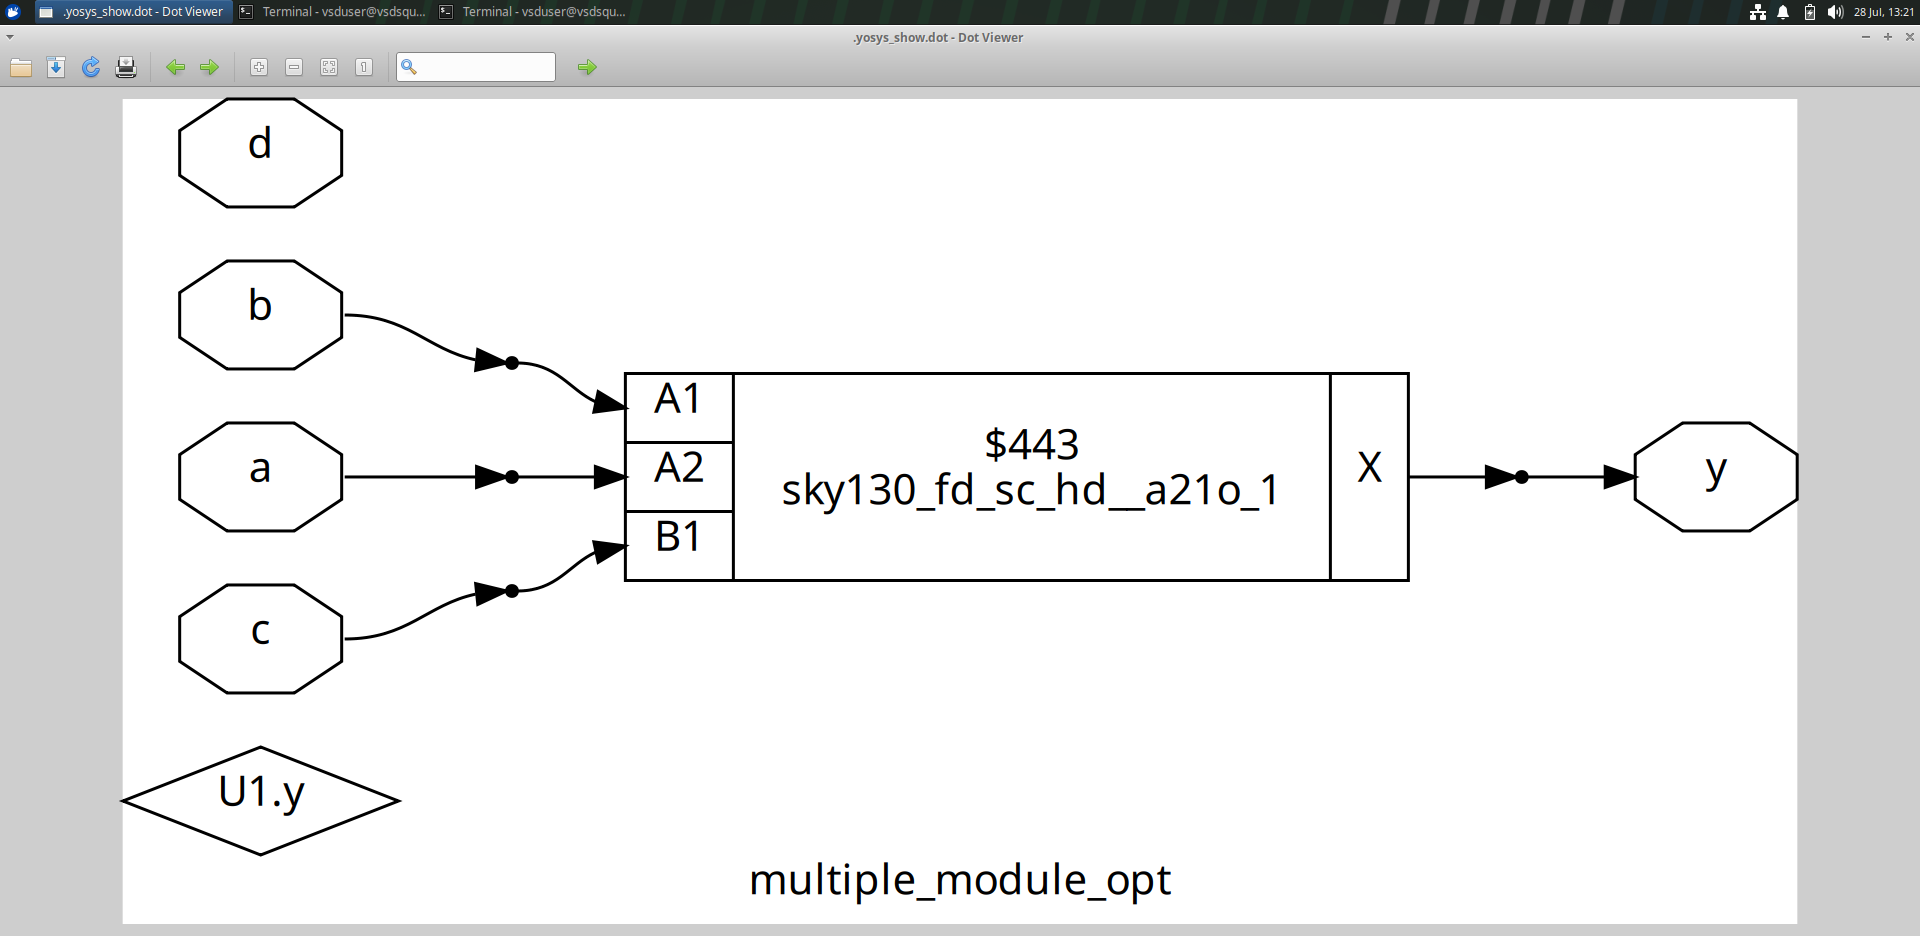 .yosys_show.dot - Dot Viewer
Terminal - vsduser@vsdsqu...
Terminal - vsduser@vsdsqu...
28 Jul, 13:21
.yosys_show.dot - Dot Viewer
d
b
A1
$443
a
A2
X
y
sky130_fd_sc_hd__a21o_1
B1
c
U1.y
multiple_module_opt